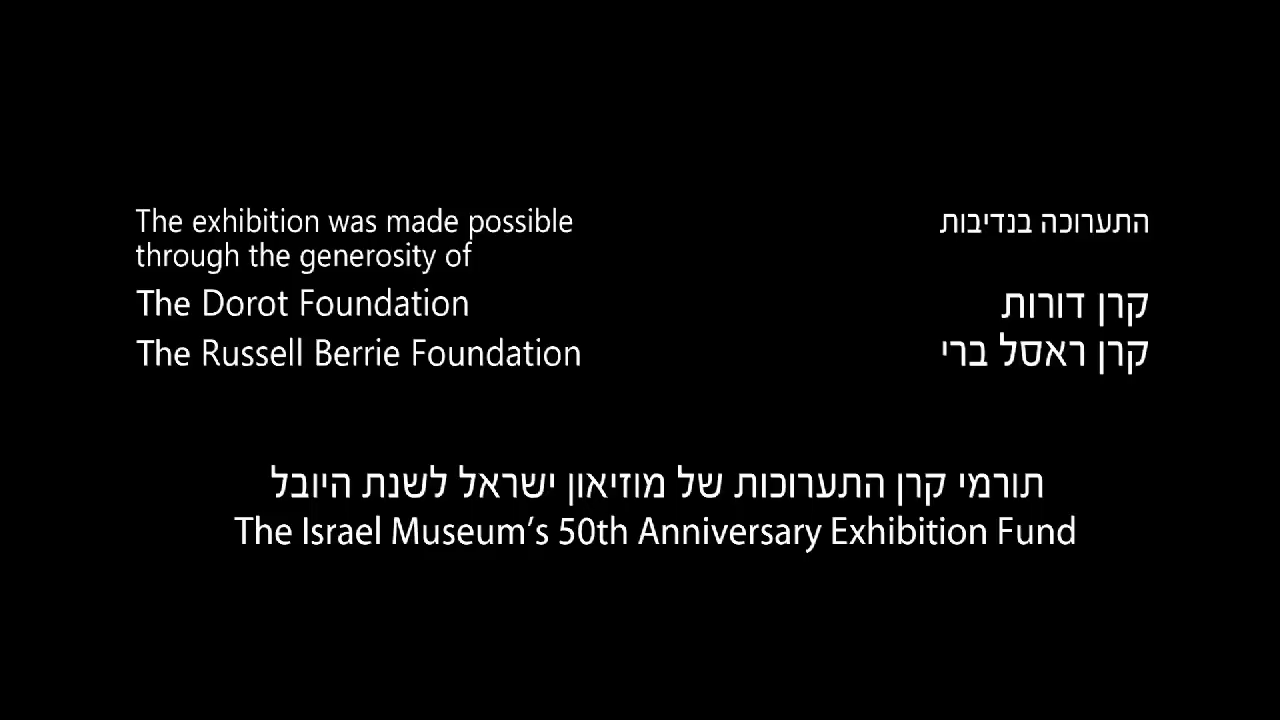 The exhibition was made possible
through the generosity of
The Dorot Foundation
The Russell Berrie Foundation
התערוכה בנדיבות
קרן דורות
קרן ראסל ברי
תורמי קרן התערוכות של מוזיאון ישראל לשנת היובל
The Israel Museum’s 50th Anniversary Exhibition Fund